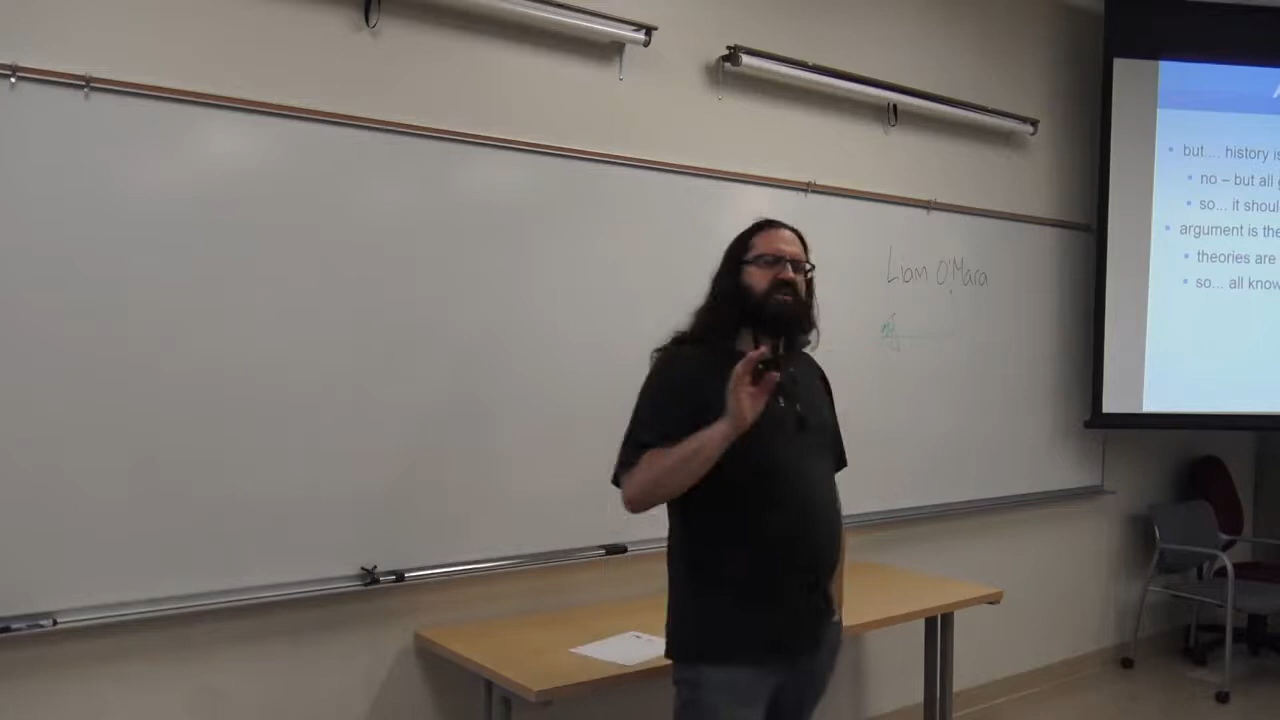 Liam O'Mara
but.... history is
no – but all
so... it shoul
argument is the
theories are
so... all know